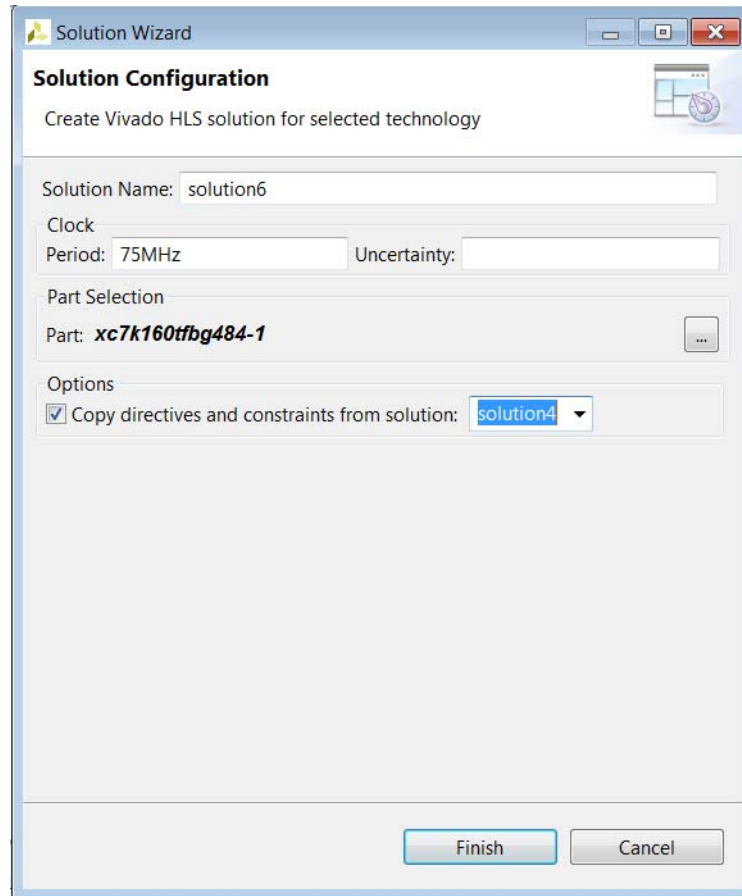 Solution Wizard
Solution Configuration
Create Vivado HLS solution for selected technology
Solution Name: solution6
Clock
Period: 75MHz Uncertainty:
Part Selection
Part: xc7k160tfbg484-1 ...
Options
Copy directives and constraints from solution: solution4
Finish Cancel